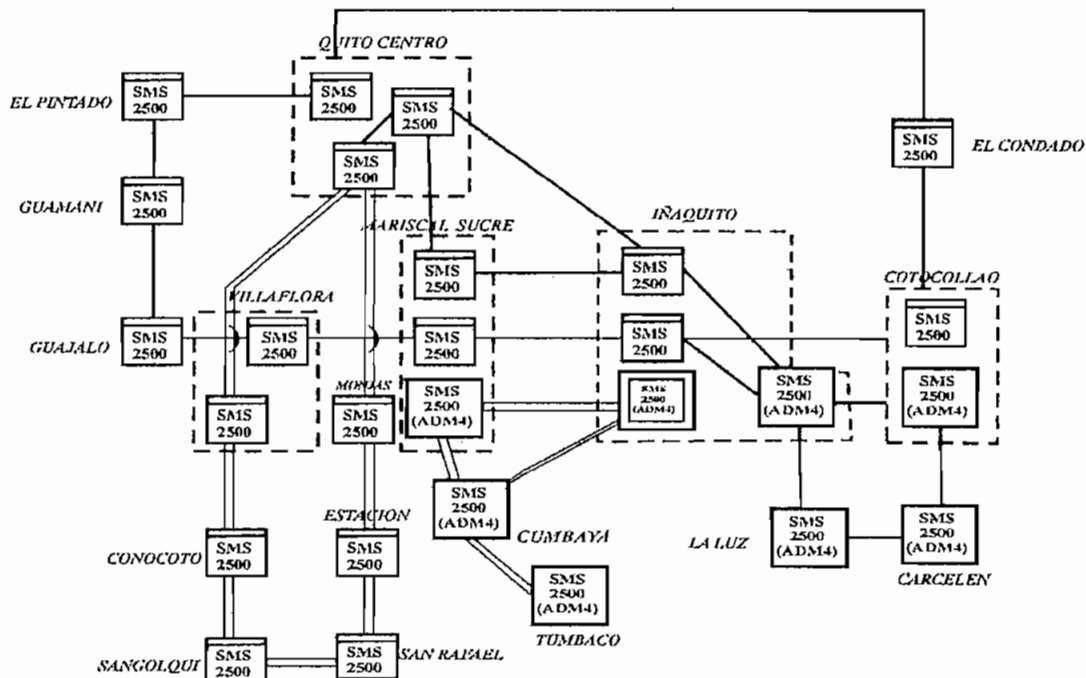 QUITO CENTRO
EL PINTADO
SMS
2500
SMS
2500
SMS
2500
SMS
2500
EL CONDADO
SMS
2500
GUAMANI
SMS
2500
MARISCAL SUCRE
IÑAQUITO
SMS
2500
SMS
2500
COTOCOLLAO
VILLAFLORA
SMS
2500
GUAJALO
SMS
2500
SMS
2500
SMS
2500
SMS
2500
MONJAS
SMS
2500
SMS
2500
SMS
2500
(ADM4)
SMS
2500
(ADM4)
SMS
2500
(ADM4)
SMS
2500
(ADM4)
ESTACION
SMS
2500
(ADM4)
CUMBAYA
LA LUZ
SMS
2500
(ADM4)
SMS
2500
(ADM4)
CARCELEN
CONOCOTO
SMS
2500
SMS
2500
SMS
2500
(ADM4)
TUMBACO
SANGOLQUI
SMS
2500
SMS
2500
SAN RAFAEL